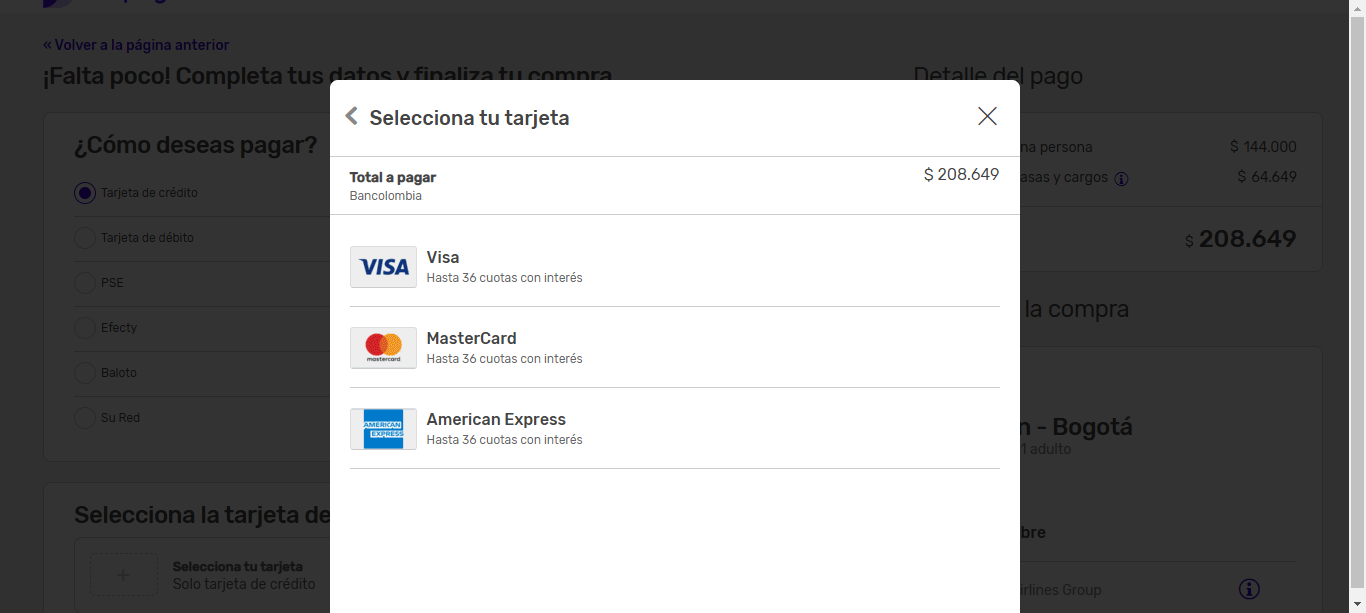 « Volver a la página anterior
¡Falta poco! Completa tus datos y finaliza tu compra
Detalle del pago
¿Cómo deseas pagar?
Tarjeta de crédito
Tarjeta de débito
PSE
Efecty
Baloto
Su Red
Selecciona la tarjeta de
Selecciona tu tarjeta
Solo tarjeta de crédito
Selecciona tu tarjeta
Total a pagar
$ 208.649
Bancolombia
VISA
Visa
Hasta 36 cuotas con interés
mastercard
MasterCard
Hasta 36 cuotas con interés
AMERICAN EXPRESS
American Express
Hasta 36 cuotas con interés
na persona
$ 144.000
asas y cargos
$ 64.649
$ 208.649
la compra
n - Bogotá
1 adulto
bre
irlines Group